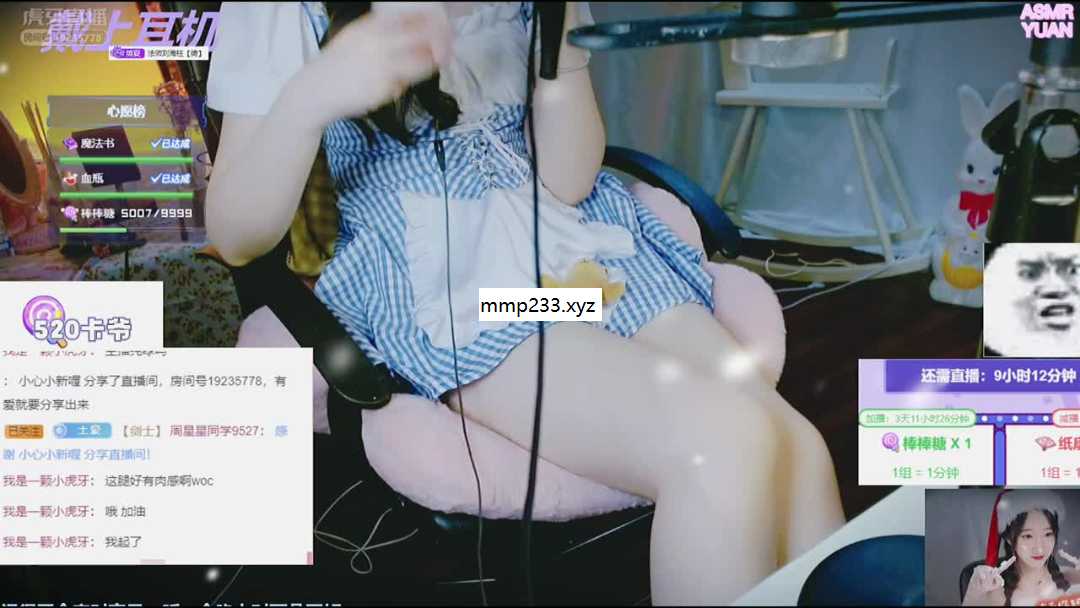 虎牙直播
戴上耳机
ASMR
YUAN
心愿榜
魔法书 ✓已达成
血瓶 ✓已达成
棒棒糖 5007/9999
mmp233.xyz
520卡爷
： 小心小新喔 分享了直播间，房间号19235778，有
爱就要分享出来
已关注 土豪 【剑士】 周星星同学9527： 感
谢 小心小新喔 分享直播间！
我是一颗小虎牙： 这腿好有肉感啊woc
我是一颗小虎牙： 哦 加油
我是一颗小虎牙： 我起了
还需直播：9小时12分钟
加播：3天11小时26分钟
减播
棒棒糖 X 1
1组 = 1分钟
纸扇
1组 = 1